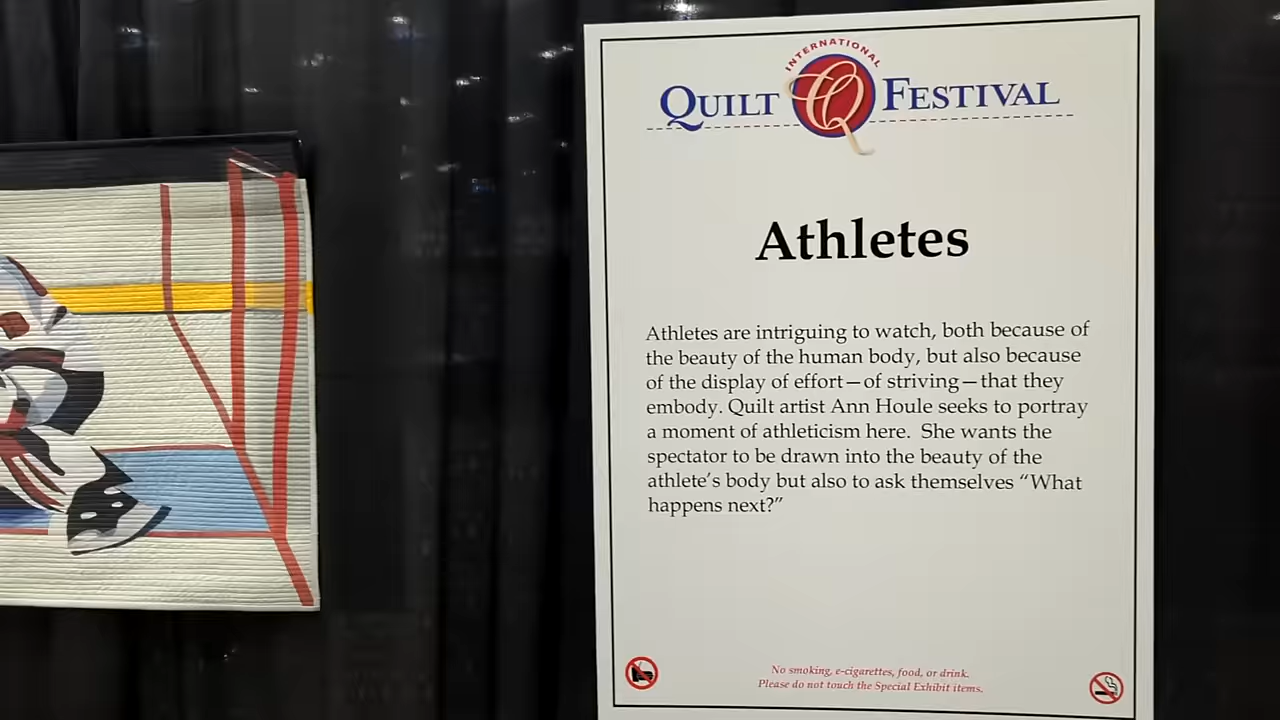 INTERNATIONAL
QUILT FESTIVAL
Athletes
Athletes are intriguing to watch, both because of
the beauty of the human body, but also because
of the display of effort—of striving—that they
embody. Quilt artist Ann Houle seeks to portray
a moment of athleticism here.  She wants the
spectator to be drawn into the beauty of the
athlete's body but also to ask themselves “What
happens next?”
No smoking, e-cigarettes, food, or drink.
Please do not touch the Special Exhibit items.